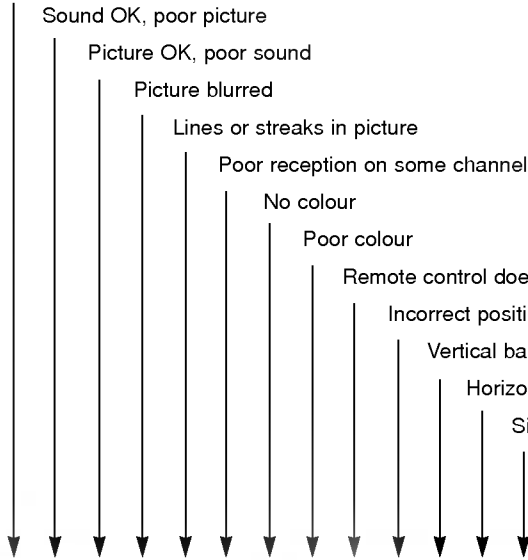 Sound OK, poor picture
Picture OK, poor sound
Picture blurred
Lines or streaks in picture
Poor reception on some channel
No colour
Poor colour
Remote control doe
Incorrect positi
Vertical ba
Horizo
Si